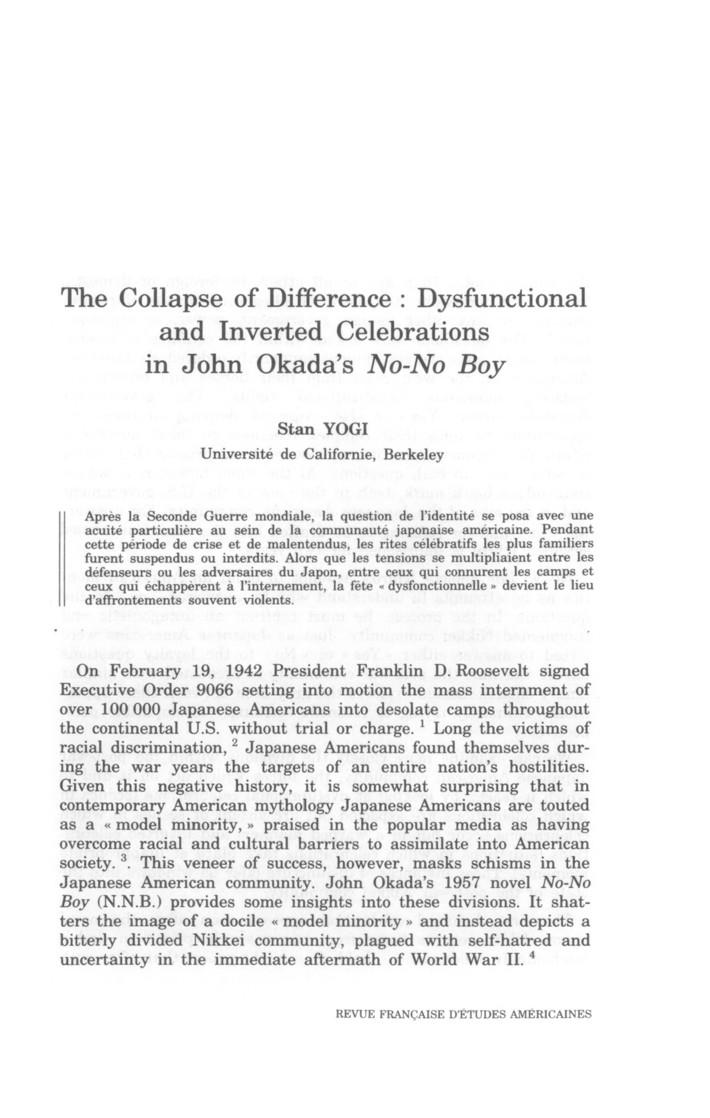 The Collapse of Difference : Dysfunctional
and Inverted Celebrations
in John Okada's No-No Boy
Stan YOGI
Université de Californie, Berkeley
Après la Seconde Guerre mondiale, la question de l'identité se posa avec une
acuité particulière au sein de la communauté japonaise américaine. Pendant
cette période de crise et de malentendus, les rites célébratifs les plus familiers
furent suspendus ou interdits. Alors que les tensions se multipliaient entre les
défenseurs ou les adversaires du Japon, entre ceux qui connurent les camps et
ceux qui échappèrent à l'internement, la fête « dysfonctionelle » devient le lieu
d'affrontements souvent violents.
On February 19, 1942 President Franklin D. Roosevelt signed
Executive Order 9066 setting into motion the mass internment of
over 100 000 Japanese Americans into desolate camps throughout
the continental U.S. without trial or charge. 1 Long the victims of
racial discrimination, 2 Japanese Americans found themselves dur-
ing the war years the targets of an entire nation's hostilities.
Given this negative history, it is somewhat surprising that in
contemporary American mythology Japanese Americans are touted
as a « model minority, » praised in the popular media as having
overcome racial and cultural barriers to assimilate into American
society. 3. This veneer of success, however, masks schisms in the
Japanese American community. John Okada's 1957 novel No-No
Boy (N.N.B.) provides some insights into these divisions. It shat-
ters the image of a docile « model minority » and instead depicts a
bitterly divided Nikkei community, plagued with self-hatred and
uncertainty in the immediate aftermath of World War II. 4
REVUE FRANÇAISE D'ÉTUDES AMÉRICAINES